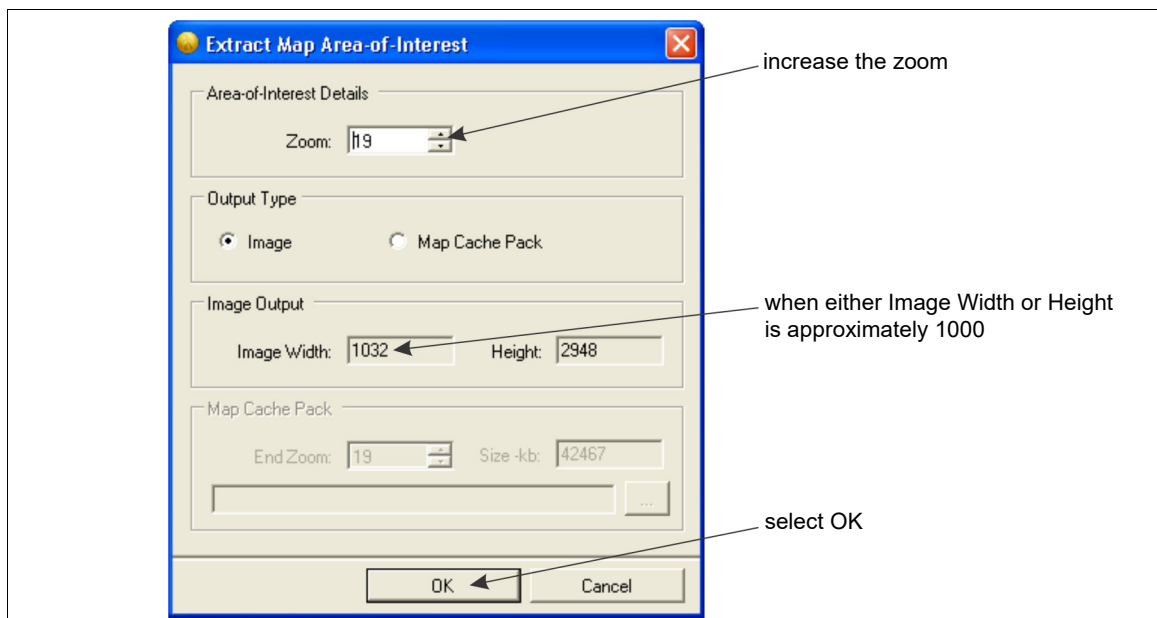 Extract Map Area-of-Interest
increase the zoom
Area-of-Interest Details
Zoom: 19
Output Type
Image Map Cache Pack
Image Output
when either Image Width or Height
is approximately 1000
Image Width: 1032 Height: 2948
Map Cache Pack
End Zoom: 19 Size -kb: 42467
...
select OK
OK Cancel